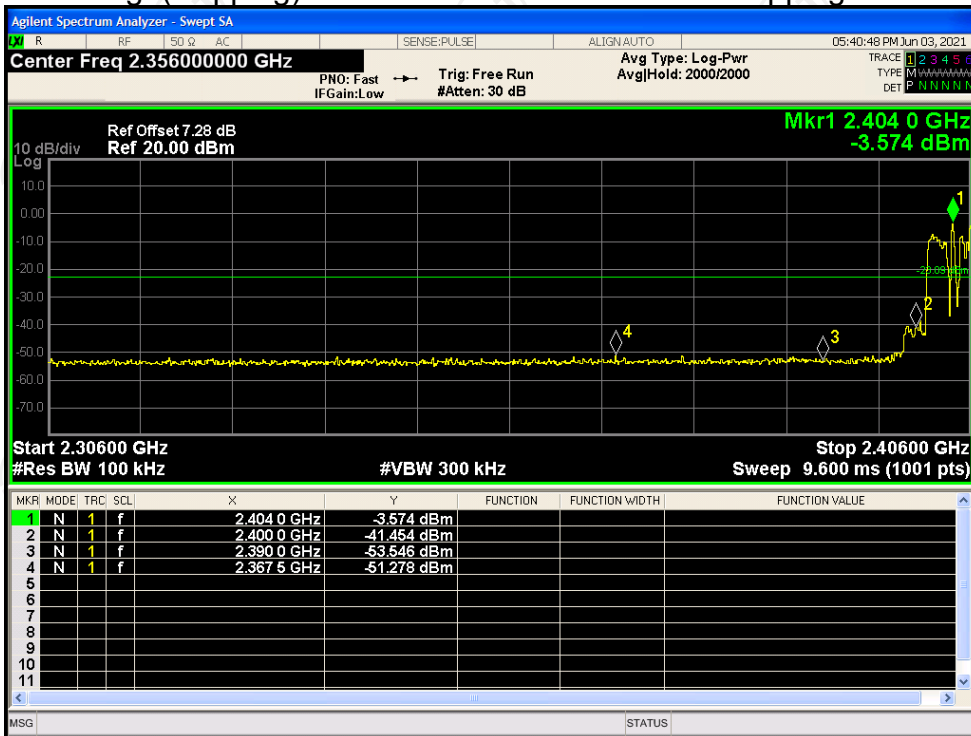 Agilent Spectrum Analyzer - Swept SA
LXI R RF 50 Ω AC SENSE:PULSE ALIGN AUTO 05:40:48 PM Jun 03, 2021
Center Freq 2.356000000 GHz
PNO: Fast
IFGain:Low
Trig: Free Run
#Atten: 30 dB
Avg Type: Log-Pwr
Avg|Hold: 2000/2000
TRACE 1 2 3 4 5 6
TYPE M
DET P N N N N N
Mkr1 2.404 0 GHz
-3.574 dBm
Ref Offset 7.28 dB
10 dB/div Ref 20.00 dBm
Log
10.0
0.00
-10.0
-20.0
-30.0
-40.0
-50.0
-60.0
-70.0
1
2
3
4
Start 2.30600 GHz Stop 2.40600 GHz
#Res BW 100 kHz #VBW 300 kHz Sweep 9.600 ms (1001 pts)
MKR MODE TRC SCL X Y FUNCTION FUNCTION WIDTH FUNCTION VALUE
1 N 1 f 2.404 0 GHz -3.574 dBm
2 N 1 f 2.400 0 GHz -41.454 dBm
3 N 1 f 2.390 0 GHz -53.546 dBm
4 N 1 f 2.367 5 GHz -51.278 dBm
5
6
7
8
9
10
11
MSG STATUS